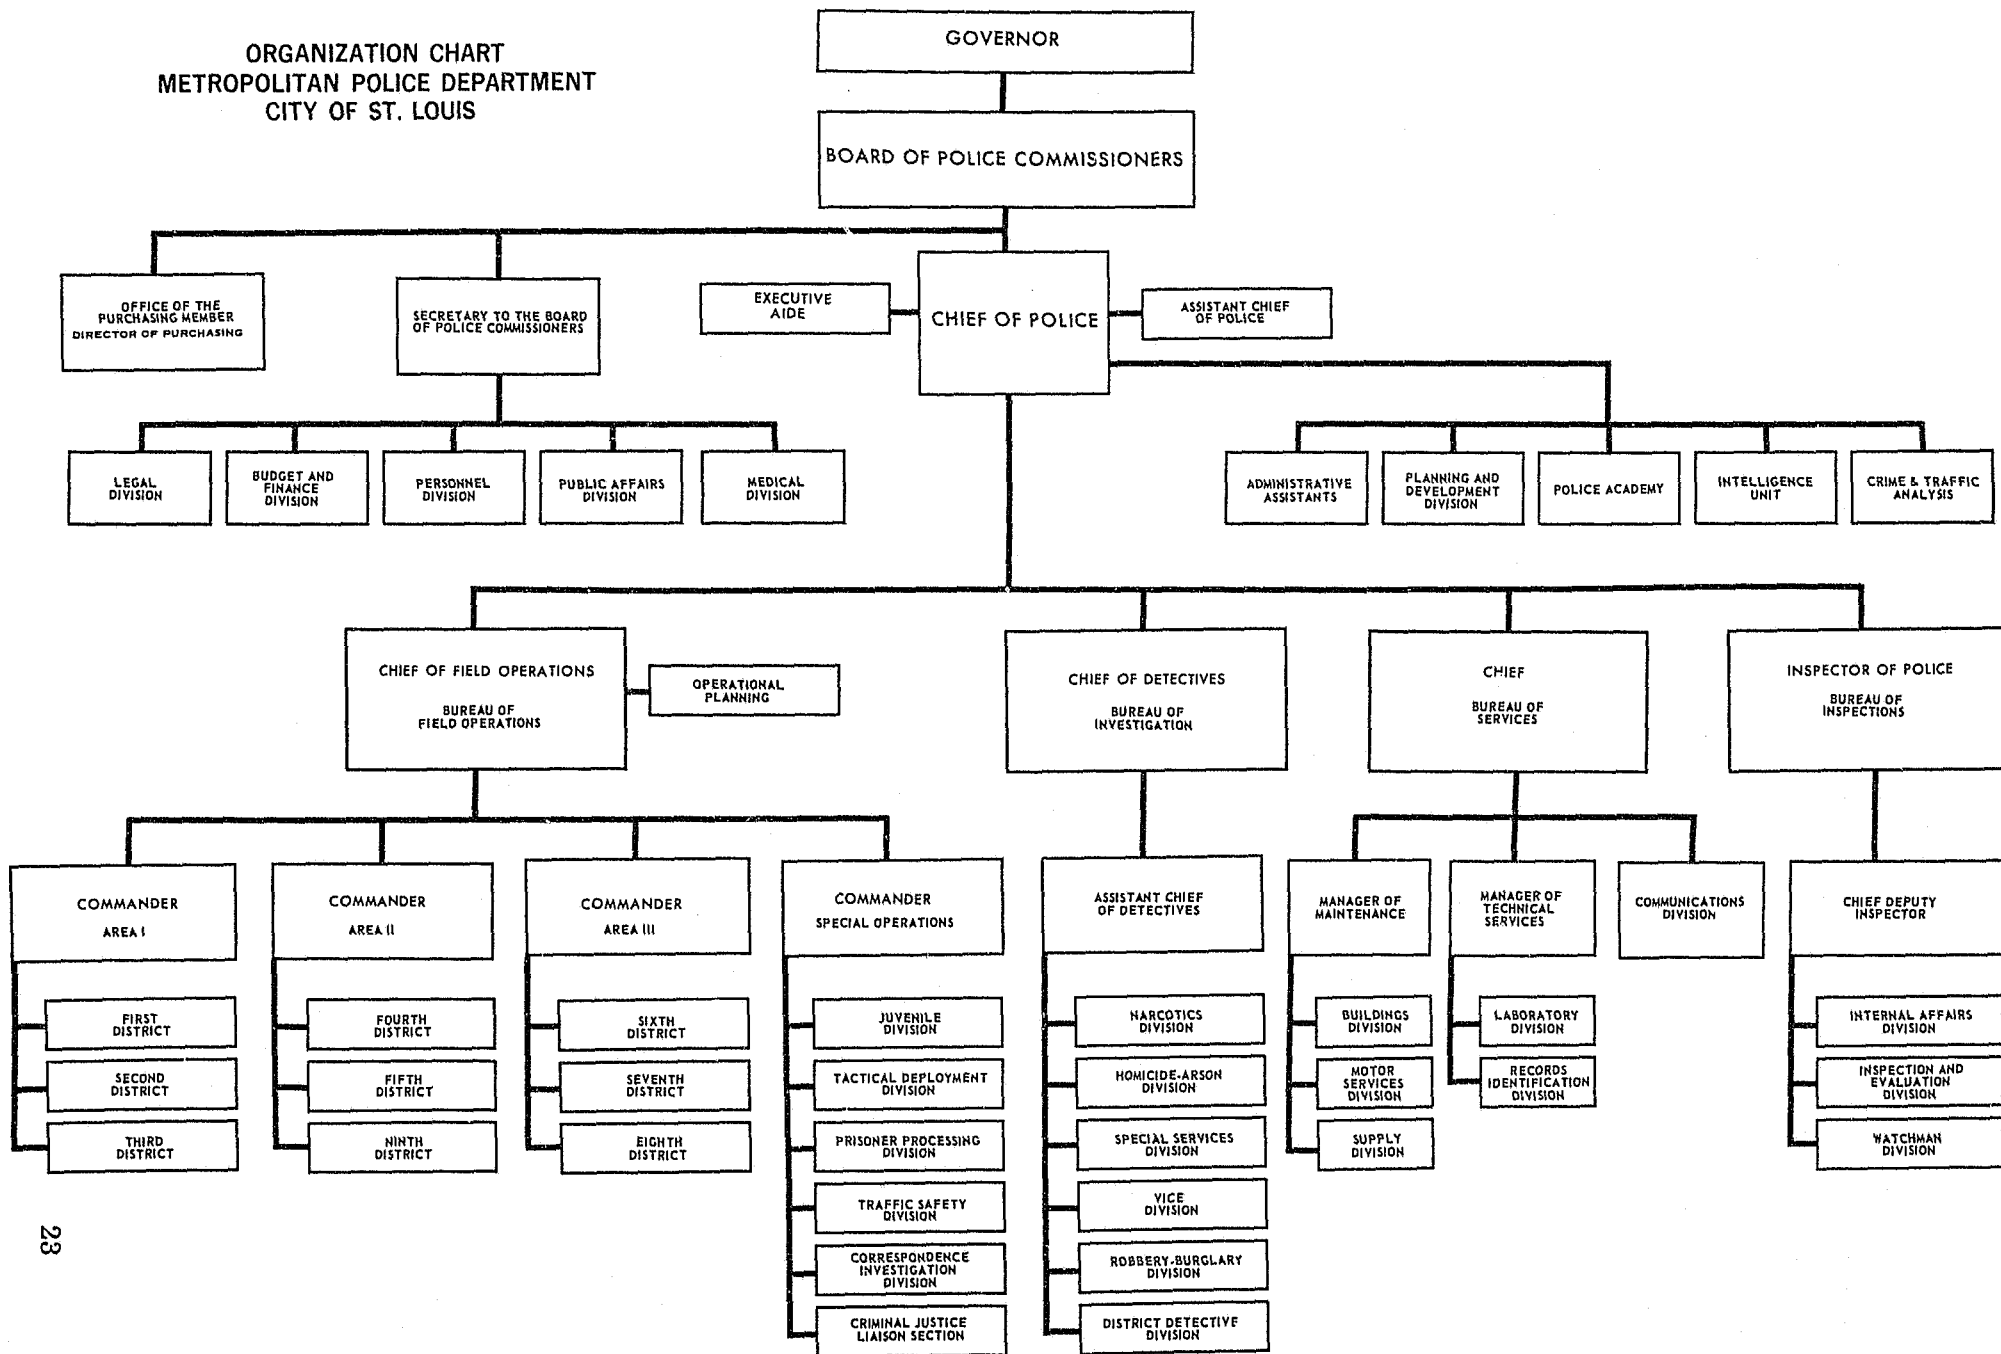 ORGANIZATION CHART
METROPOLITAN POLICE DEPARTMENT
CITY OF ST. LOUIS
GOVERNOR
BOARD OF POLICE COMMISSIONERS
OFFICE OF THE
PURCHASING MEMBER
DIRECTOR OF PURCHASING
SECRETARY TO THE BOARD
OF POLICE COMMISSIONERS
EXECUTIVE
AIDE
CHIEF OF POLICE
ASSISTANT CHIEF
OF POLICE
LEGAL
DIVISION
BUDGET AND
FINANCE
DIVISION
PERSONNEL
DIVISION
PUBLIC AFFAIRS
DIVISION
MEDICAL
DIVISION
ADMINISTRATIVE
ASSISTANTS
PLANNING AND
DEVELOPMENT
DIVISION
POLICE ACADEMY
INTELLIGENCE
UNIT
CRIME & TRAFFIC
ANALYSIS
CHIEF OF FIELD OPERATIONS
BUREAU OF
FIELD OPERATIONS
OPERATIONAL
PLANNING
CHIEF OF DETECTIVES
BUREAU OF
INVESTIGATION
CHIEF
BUREAU OF
SERVICES
INSPECTOR OF POLICE
BUREAU OF
INSPECTIONS
COMMANDER
AREA I
COMMANDER
AREA II
COMMANDER
AREA III
COMMANDER
SPECIAL OPERATIONS
ASSISTANT CHIEF
OF DETECTIVES
MANAGER OF
MAINTENANCE
MANAGER OF
TECHNICAL
SERVICES
COMMUNICATIONS
DIVISION
CHIEF DEPUTY
INSPECTOR
FIRST
DISTRICT
SECOND
DISTRICT
THIRD
DISTRICT
FOURTH
DISTRICT
FIFTH
DISTRICT
NINTH
DISTRICT
SIXTH
DISTRICT
SEVENTH
DISTRICT
EIGHTH
DISTRICT
JUVENILE
DIVISION
TACTICAL DEPLOYMENT
DIVISION
PRISONER PROCESSING
DIVISION
TRAFFIC SAFETY
DIVISION
CORRESPONDENCE
INVESTIGATION
DIVISION
CRIMINAL JUSTICE
LIAISON SECTION
NARCOTICS
DIVISION
HOMICIDE-ARSON
DIVISION
SPECIAL SERVICES
DIVISION
VICE
DIVISION
ROBBERY-BURGLARY
DIVISION
DISTRICT DETECTIVE
DIVISION
BUILDINGS
DIVISION
MOTOR
SERVICES
DIVISION
SUPPLY
DIVISION
LABORATORY
DIVISION
RECORDS
IDENTIFICATION
DIVISION
INTERNAL AFFAIRS
DIVISION
INSPECTION AND
EVALUATION
DIVISION
WATCHMAN
DIVISION
23